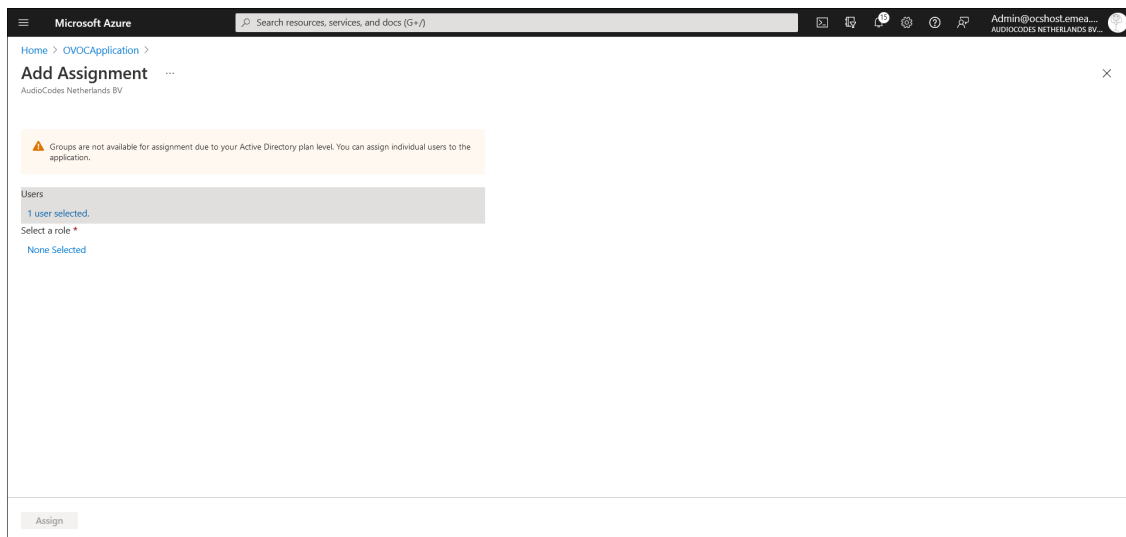 Microsoft Azure
Search resources, services, and docs (G+/)
15
Admin@ocshost.emea....
AUDIOCODES NETHERLANDS BV...
Home > OVOCApplication >
Add Assignment ...
AudioCodes Netherlands BV
Groups are not available for assignment due to your Active Directory plan level. You can assign individual users to the
application.
Users
1 user selected.
Select a role *
None Selected
Assign